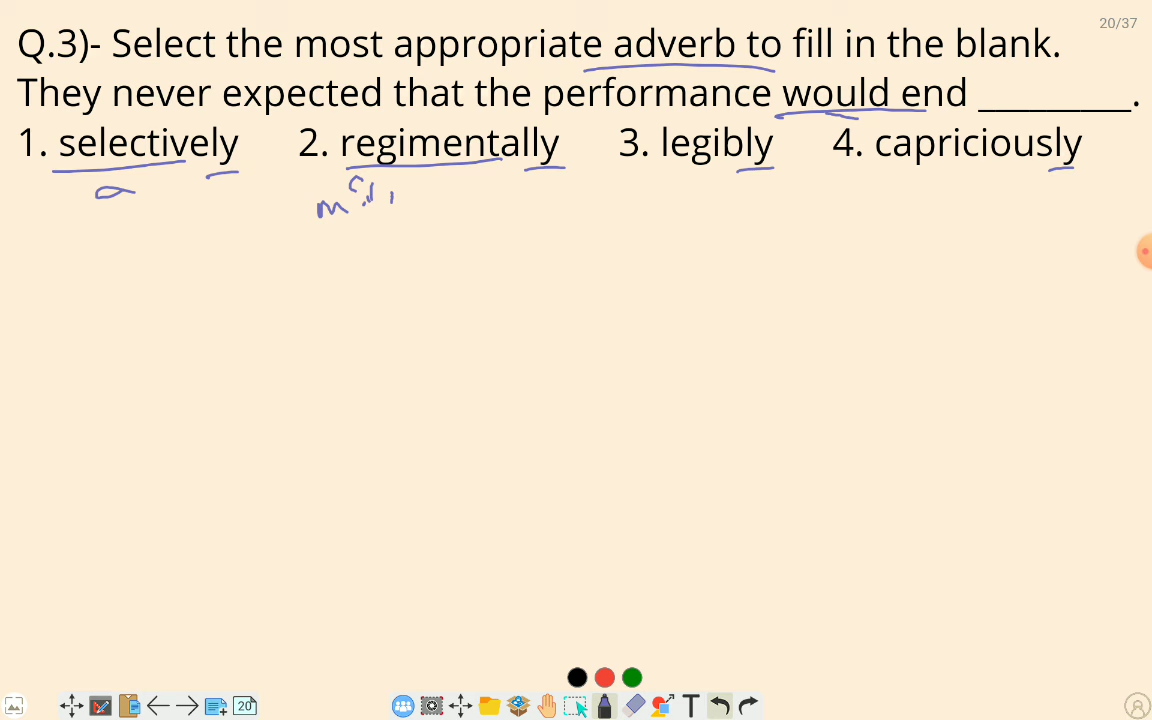 20/37
Q.3)- Select the most appropriate adverb to fill in the blank.
They never expected that the performance would end _________.
1. selectively 2. regimentally 3. legibly 4. capriciously
20